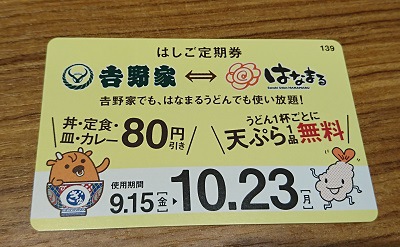 はしご定期券
139
吉野家 ⇔ はなまる
Sanuki UDON HANAMARU
吉野家でも、はなまるうどんでも使い放題!
丼・定食・皿・カレー 80円引き
うどん1杯ごとに
天ぷら1品無料
使用期間 9.15[金]▸10.23[月]